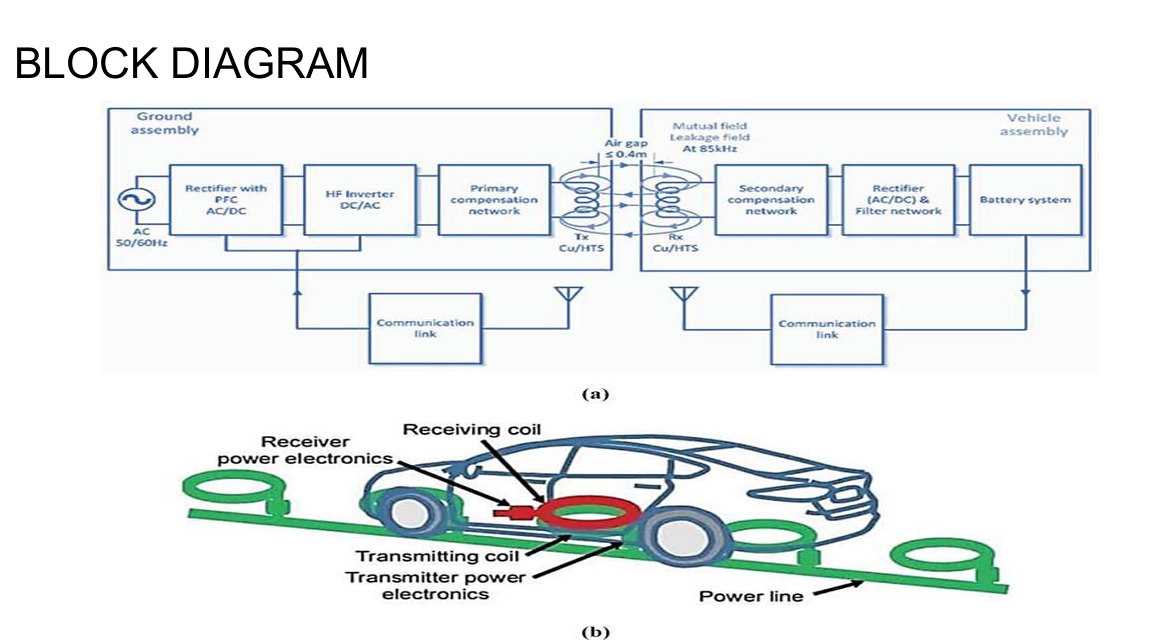 BLOCK DIAGRAM
Ground
assembly
Vehicle
assembly
Mutual field
Leakage field
At 85kHz
Air gap
≤ 0.4m
Rectifier with
PFC
AC/DC
HF Inverter
DC/AC
Primary
compensation
network
Secondary
compensation
network
Rectifier
(AC/DC) &
Filter network
Battery system
AC
50/60Hz
Tx
Cu/HTS
Rx
Cu/HTS
Communication
link
Communication
link
(a)
Receiving coil
Receiver
power electronics
Transmitting coil
Transmitter power
electronics
Power line
(b)